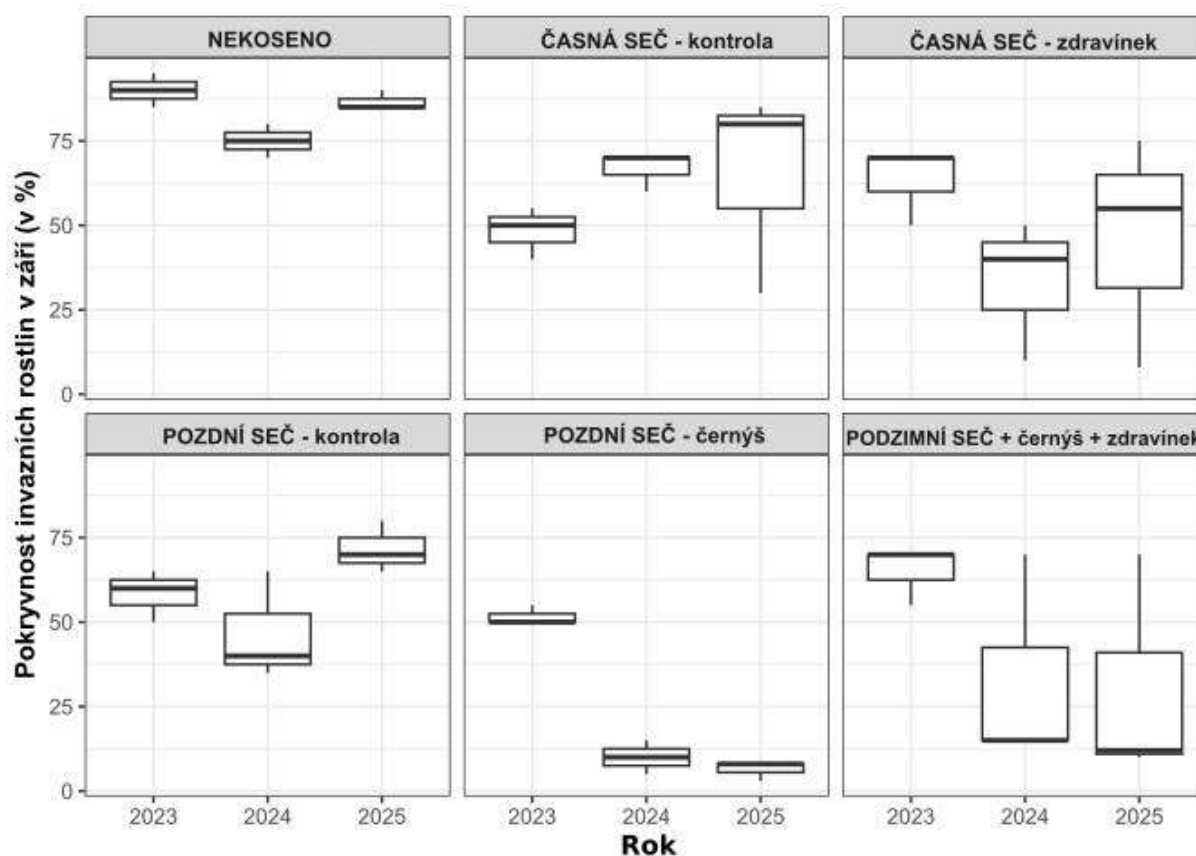 NEKOSENO
ČASNÁ SEČ - kontrola
ČASNÁ SEČ - zdravínek
75
50
25
0
POZDNÍ SEČ - kontrola
POZDNÍ SEČ - černýš
PODZIMNÍ SEČ + černýš + zdravínek
75
50
25
0
2023
2024
2025
2023
2024
2025
2023
2024
2025
Rok
Pokryvnost invazních rostlin v září (v %)